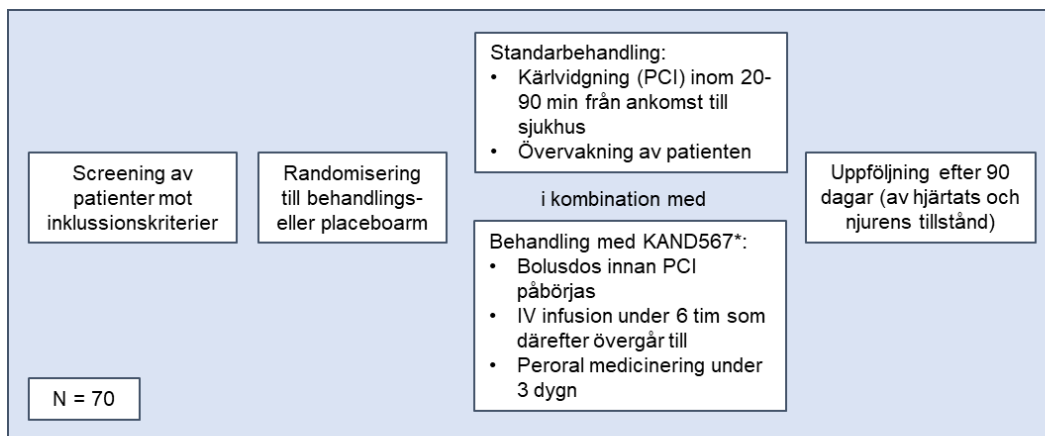 Screening av
patienter mot
inklussionskriterier
Randomisering
till behandlings-
eller placeboarm
Standarbehandling:
• Kärlvidgning (PCI) inom 20-
90 min från ankomst till
sjukhus
• Övervakning av patienten
i kombination med
Behandling med KAND567*:
• Bolusdos innan PCI
påbörjas
• IV infusion under 6 tim som
därefter övergår till
• Peroral medicinering under
3 dygn
Uppföljning efter 90
dagar (av hjärtats och
njurens tillstånd)
N = 70